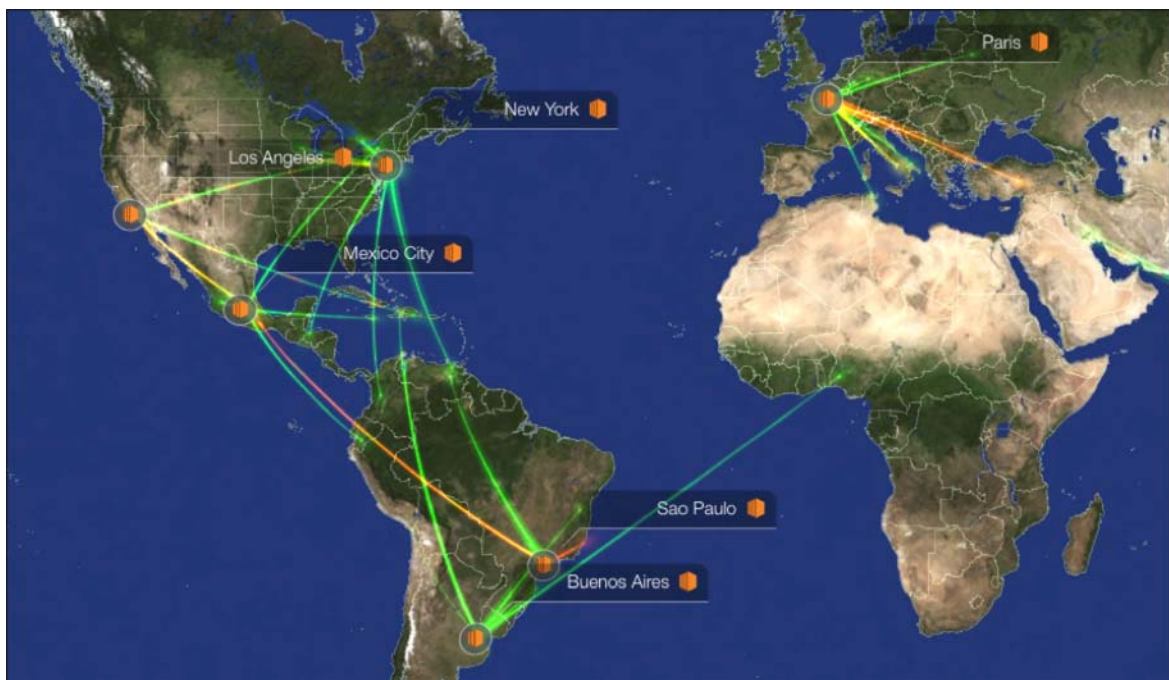 Paris
New York
Los Angeles
Mexico City
Sao Paulo
Buenos Aires